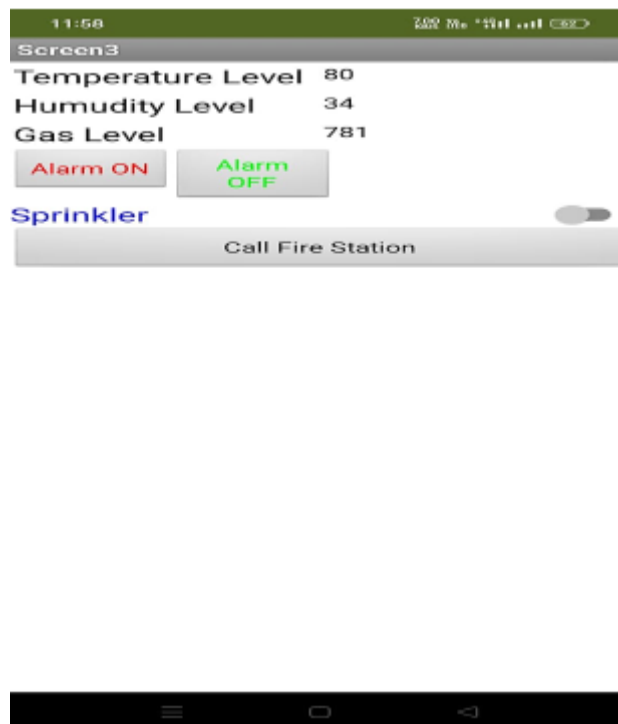 11:58
Screen3
Temperature Level 80
Humudity Level 34
Gas Level 781
Alarm ON
Alarm
OFF
Sprinkler
Call Fire Station